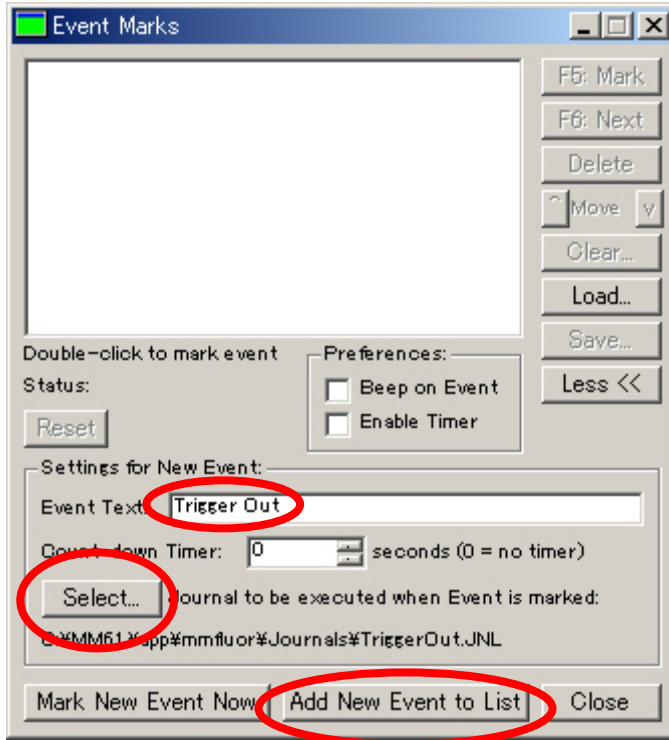 Event Marks
F5: Mark
F6: Next
Delete
^ Move v
Clear...
Load...
Save...
Less <<
Double-click to mark event
Status:
Reset
Preferences:
Beep on Event
Enable Timer
Settings for New Event:
Event Text: Trigger Out
Count-down Timer: 0 seconds (0 = no timer)
Select... Journal to be executed when Event is marked:
C:¥MM61¥app¥mmfluor¥Journals¥TriggerOut.JNL
Mark New Event Now Add New Event to List Close